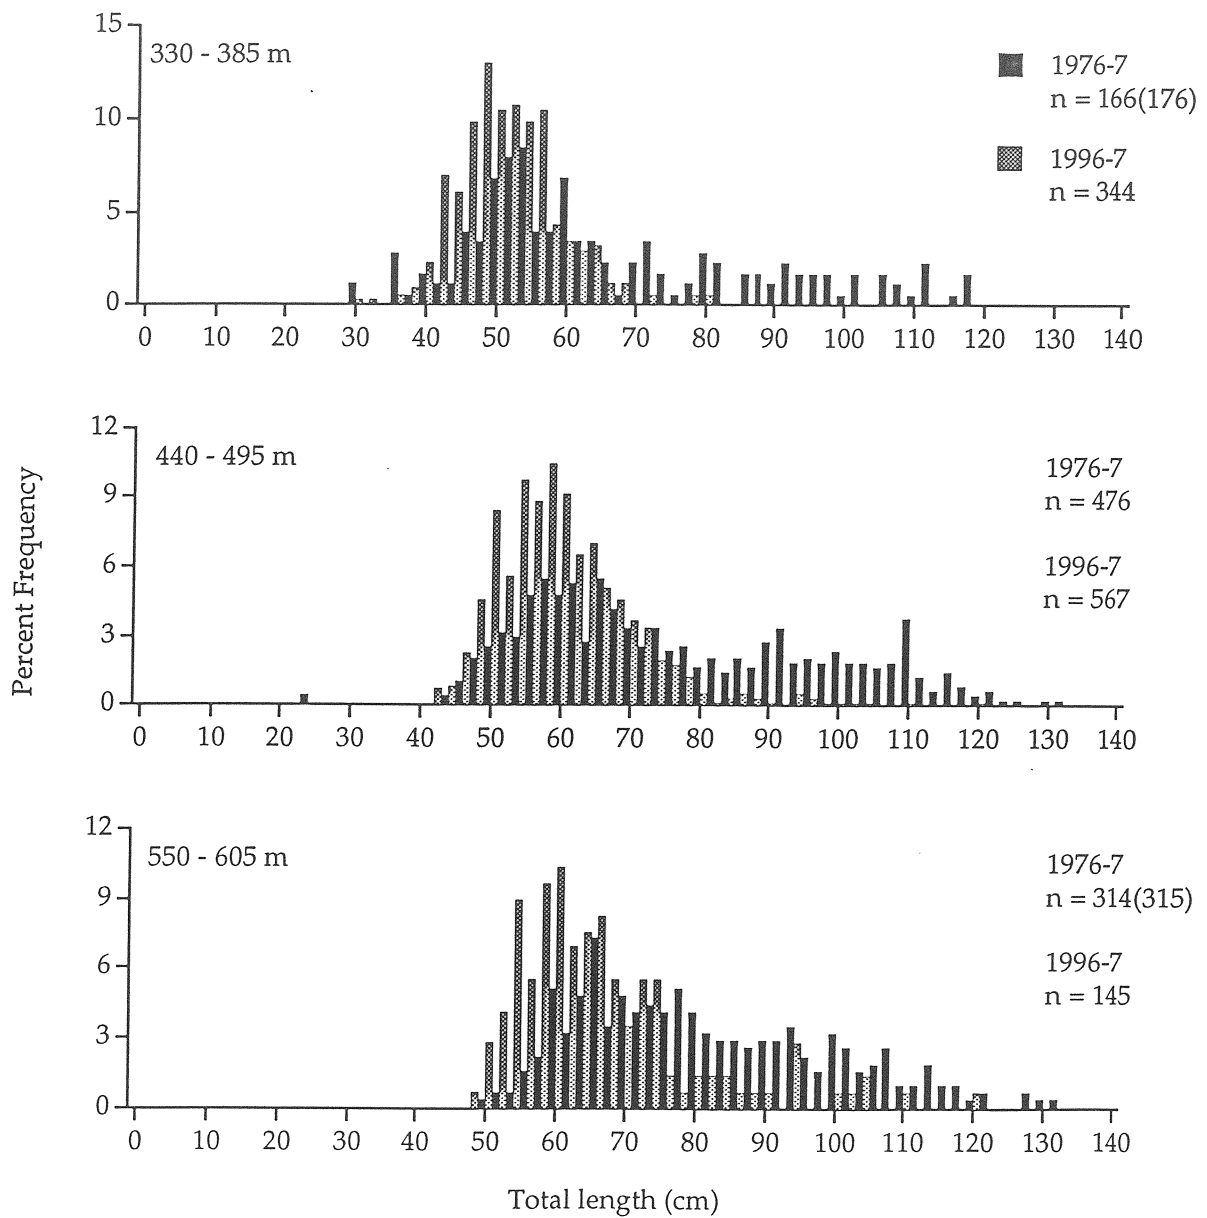 15
330 - 385 m
1976-7
n = 166(176)
10
1996-7
n = 344
5
0
0 10 20 30 40 50 60 70 80 90 100 110 120 130 140
12
440 - 495 m
1976-7
n = 476
9
6
1996-7
n = 567
3
0
0 10 20 30 40 50 60 70 80 90 100 110 120 130 140
Percent Frequency
12
550 - 605 m
1976-7
n = 314(315)
9
6
1996-7
n = 145
3
0
0 10 20 30 40 50 60 70 80 90 100 110 120 130 140
Total length (cm)